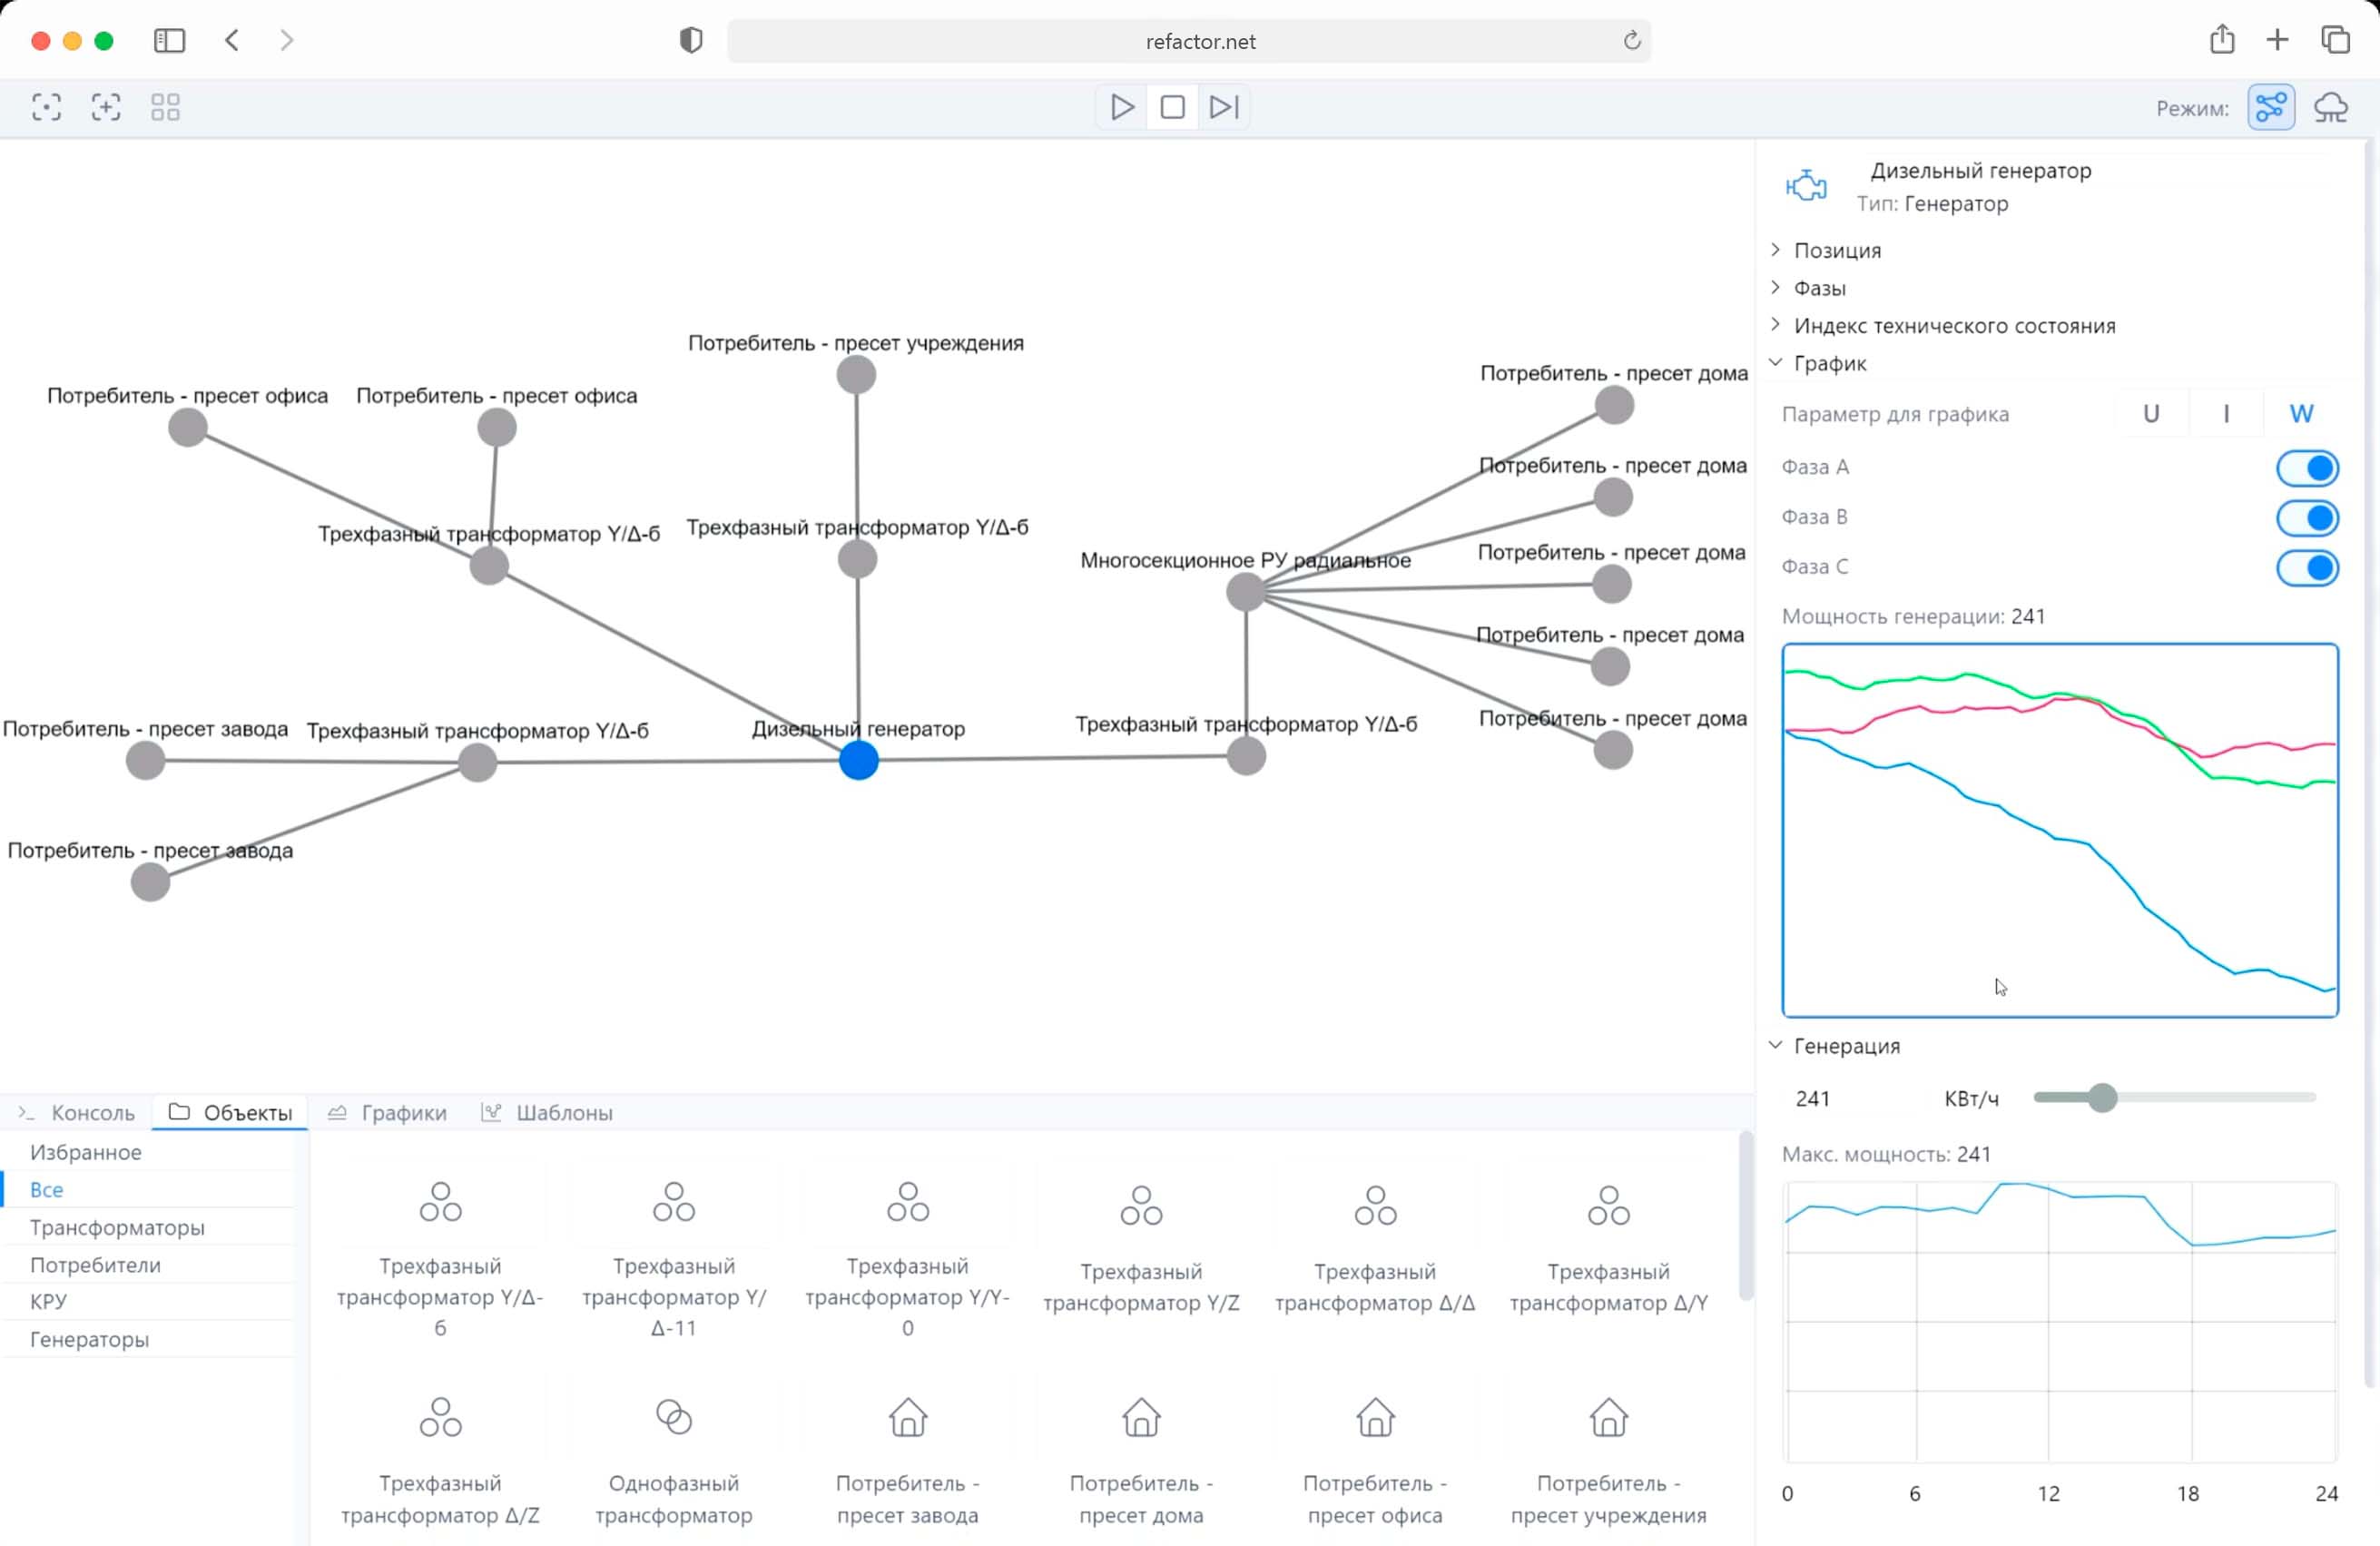 refactor.net
Режим:
Потребитель - пресет учреждения
Потребитель - пресет офиса
Потребитель - пресет офиса
Трехфазный трансформатор Y/Δ-б
Трехфазный трансформатор Y/Δ-б
Потребитель - пресет завода
Трехфазный трансформатор Y/Δ-б
Дизельный генератор
Потребитель - пресет завода
Многосекционное РУ радиальное
Трехфазный трансформатор Y/Δ-б
Потребитель - пресет дома
Потребитель - пресет дома
Потребитель - пресет дома
Потребитель - пресет дома
Потребитель - пресет дома
Дизельный генератор
Тип: Генератор
Позиция
Фазы
Индекс технического состояния
График
Параметр для графика U I W
Фаза A
Фаза B
Фаза C
Мощность генерации: 241
Генерация
241 КВт/ч
Макс. мощность: 241
0 6 12 18 24
Консоль Объекты Графики Шаблоны
Избранное
Все
Трансформаторы
Потребители
КРУ
Генераторы
Трехфазный
трансформатор Y/Δ-
б
Трехфазный
трансформатор Y/
Δ-11
Трехфазный
трансформатор Y/Y-
0
Трехфазный
трансформатор Y/Z
Трехфазный
трансформатор Δ/Δ
Трехфазный
трансформатор Δ/Y
Трехфазный
трансформатор Δ/Z
Однофазный
трансформатор
Потребитель -
пресет завода
Потребитель -
пресет дома
Потребитель -
пресет офиса
Потребитель -
пресет учреждения